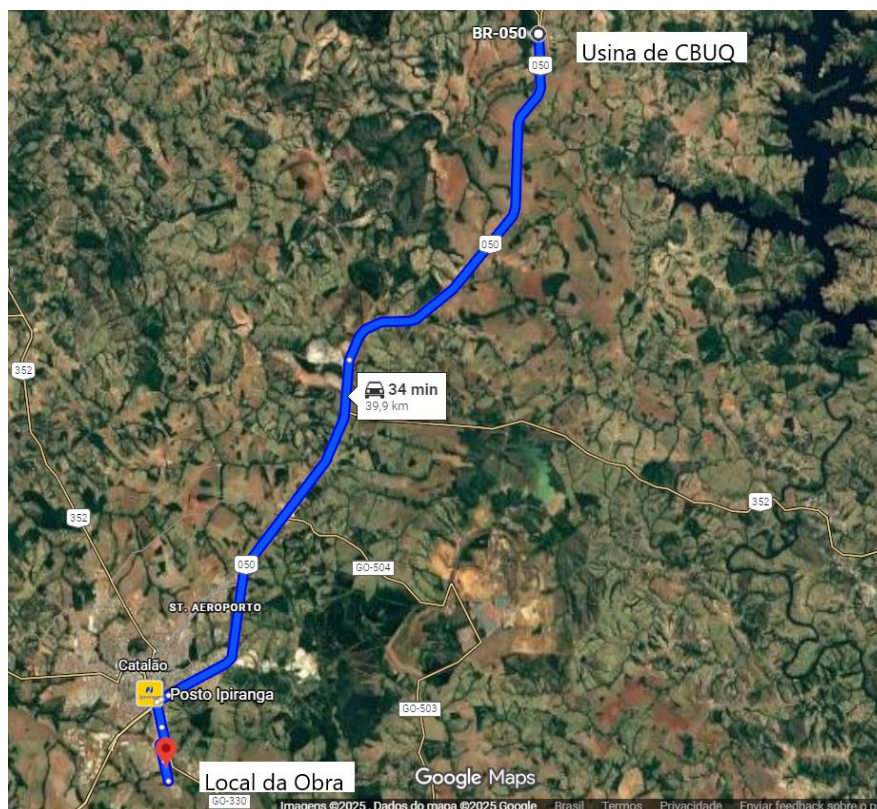 BR-050
Usina de CBUQ
050
050
352
34 min
39,9 km
352
352
050
GO-504
ST. AEROPORTO
Catalão
Posto Ipiranga
GO-503
Local da Obra
Google Maps
GO-330
Imagens ©2025, Dados do mapa ©2025 Google Brasil Termos Privacidade Enviar feedback sobre o p